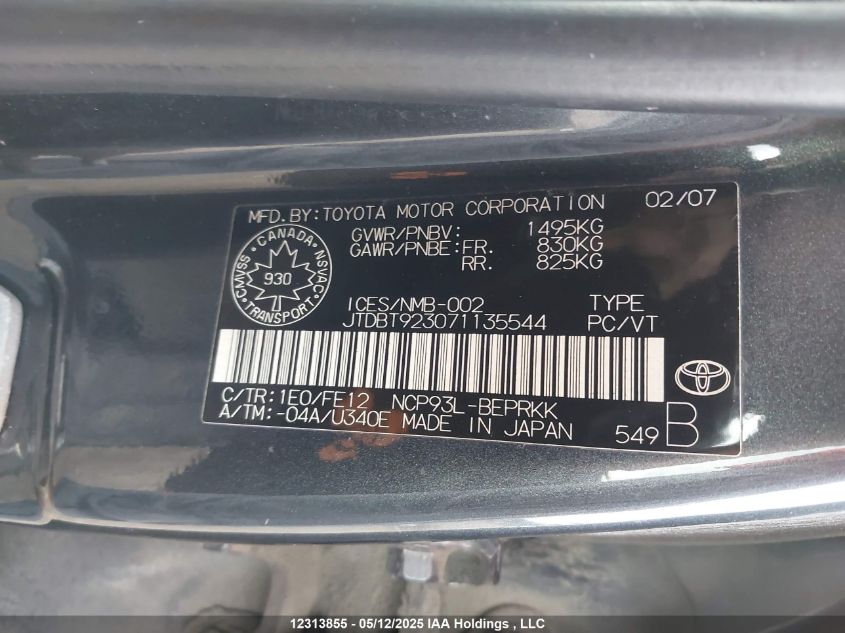 MFD.BY:TOYOTA MOTOR CORPORATION 02/07
GVWR/PNBV: 1495KG
GAWR/PNBE:FR. 830KG
RR. 825KG
CANADA
CMVSS NSVAC
930
TRANSPORT
ICES/NMB-002 TYPE
JTDBT923071135544 PC/VT
C/TR:1E0/FE12 NCP93L-BEPRKK
A/TM:-04A/U340E MADE IN JAPAN 549 B
12313855 - 05/12/2025 IAA Holdings, LLC